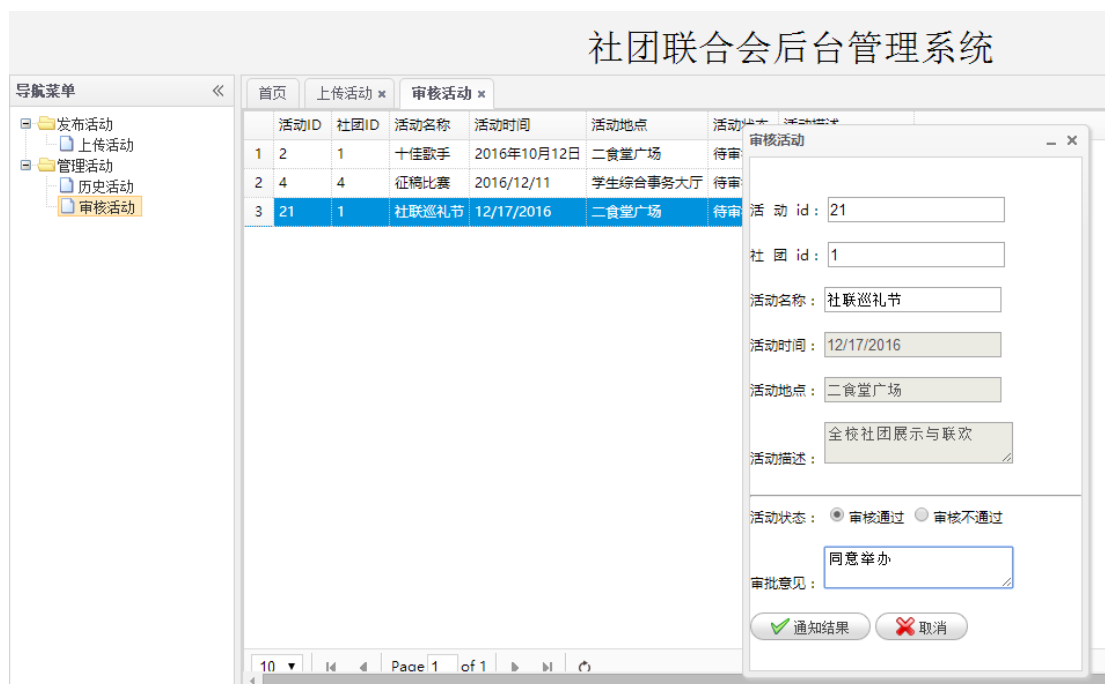 社团联合会后台管理系统
导航菜单
发布活动
上传活动
管理活动
历史活动
审核活动
首页 上传活动 审核活动
活动ID 社团ID 活动名称 活动时间 活动地点
1 2 1 十佳歌手 2016年10月12日 二食堂广场 待审
2 4 4 征稿比赛 2016/12/11 学生综合事务大厅 待审
3 21 1 社联巡礼节 12/17/2016 二食堂广场 待审
审核活动
活 动 id： 21
社 团 id： 1
活动名称： 社联巡礼节
活动时间： 12/17/2016
活动地点： 二食堂广场
活动描述： 全校社团展示与联欢
活动状态： 审核通过 审核不通过
审批意见： 同意举办
通知结果 取消
10 Page 1 of 1